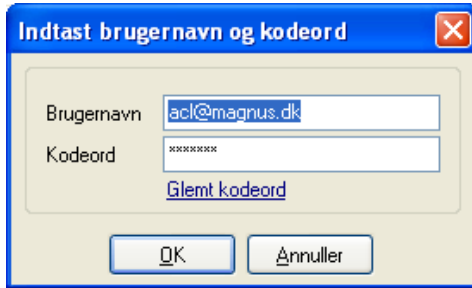 Indtast brugernavn og kodeord
Brugernavn acl@magnus.dk
Kodeord *******
Glemt kodeord
OK Annuller